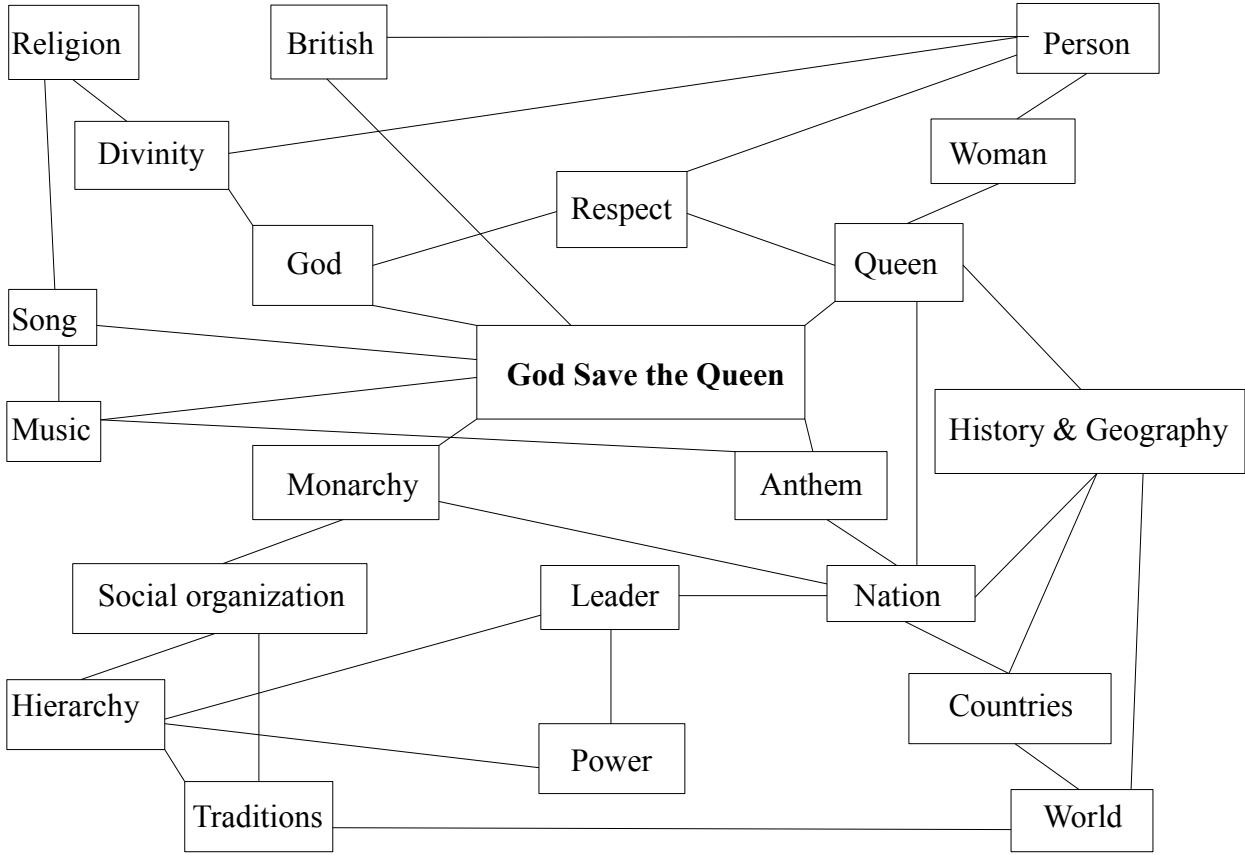 Religion
British
Person
Divinity
Woman
Respect
God
Queen
Song
God Save the Queen
Music
History & Geography
Monarchy
Anthem
Social organization
Leader
Nation
Hierarchy
Countries
Power
Traditions
World